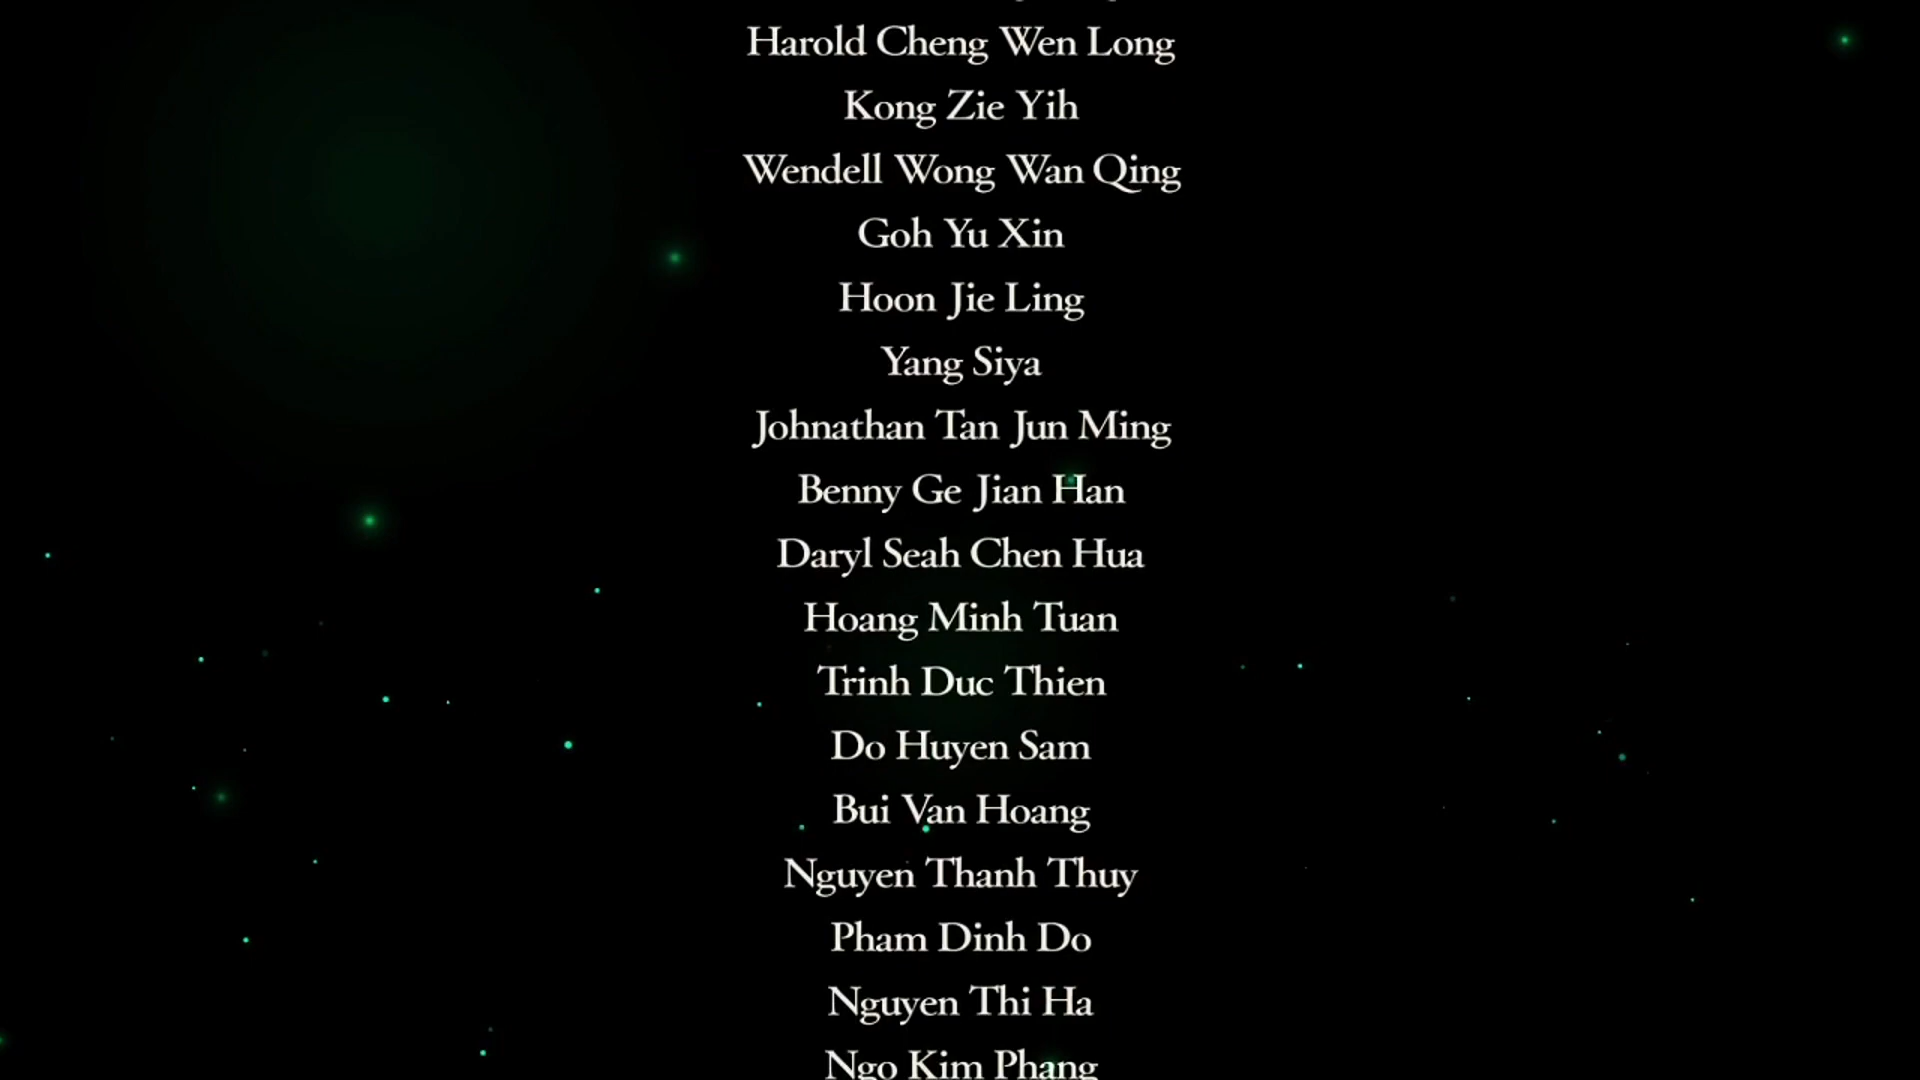 Harold Cheng Wen Long
Kong Zie Yih
Wendell Wong Wan Qing
Goh Yu Xin
Hoon Jie Ling
Yang Siya
Johnathan Tan Jun Ming
Benny Ge Jian Han
Daryl Seah Chen Hua
Hoang Minh Tuan
Trinh Duc Thien
Do Huyen Sam
Bui Van Hoang
Nguyen Thanh Thuy
Pham Dinh Do
Nguyen Thi Ha
Ngo Kim Phang